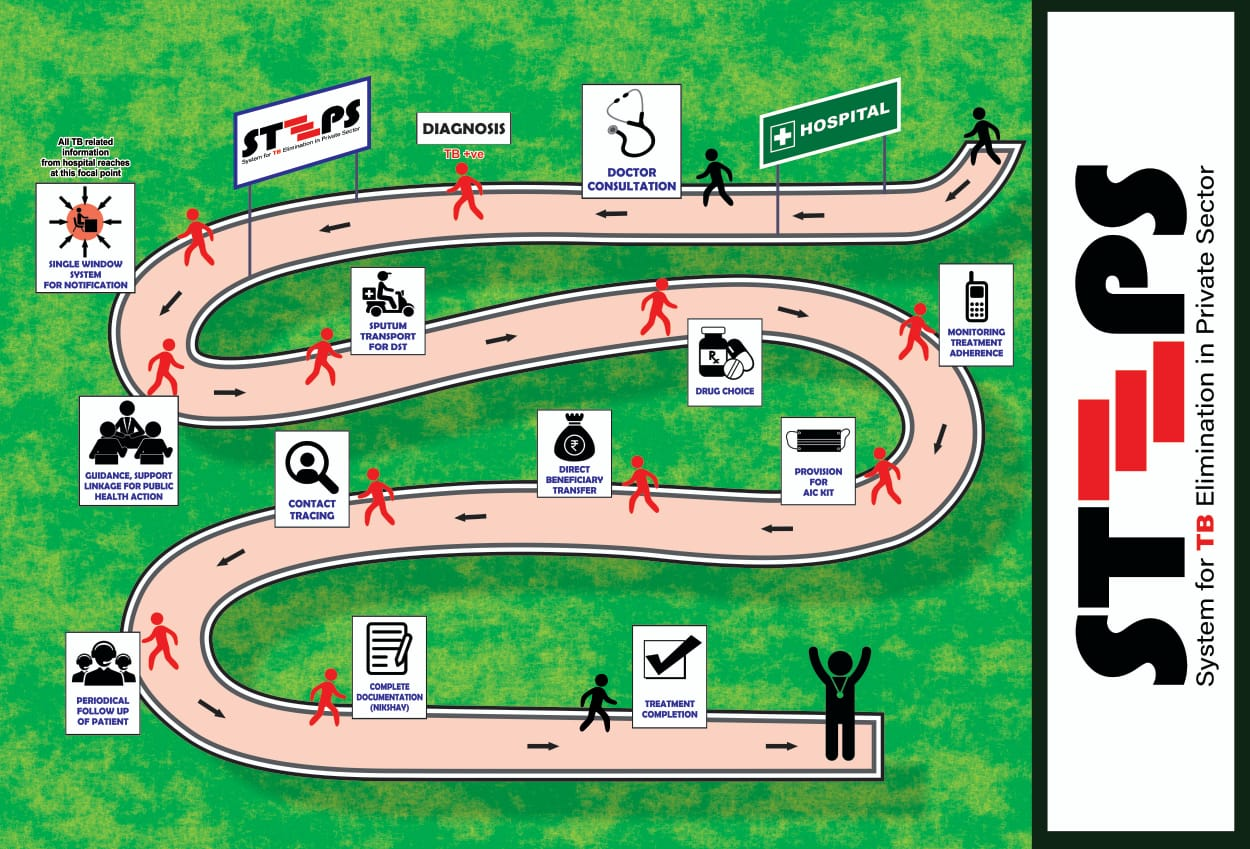 HOSPITAL
DOCTOR
CONSULTATION
DIAGNOSIS
TB +ve
STEPS
System for TB Elimination in Private Sector
All TB related
information
from hospital reaches
at this focal point
SINGLE WINDOW
SYSTEM
FOR NOTIFICATION
GUIDANCE, SUPPORT
LINKAGE FOR PUBLIC
HEALTH ACTION
SPUTUM
TRANSPORT
FOR DST
Rx
DRUG CHOICE
MONITORING
TREATMENT
ADHERENCE
PROVISION
FOR
AIC KIT
₹
DIRECT
BENEFICIARY
TRANSFER
CONTACT
TRACING
PERIODICAL
FOLLOW UP
OF PATIENT
COMPLETE
DOCUMENTATION
(NIKSHAY)
TREATMENT
COMPLETION
STEPS
System for TB Elimination in Private Sector